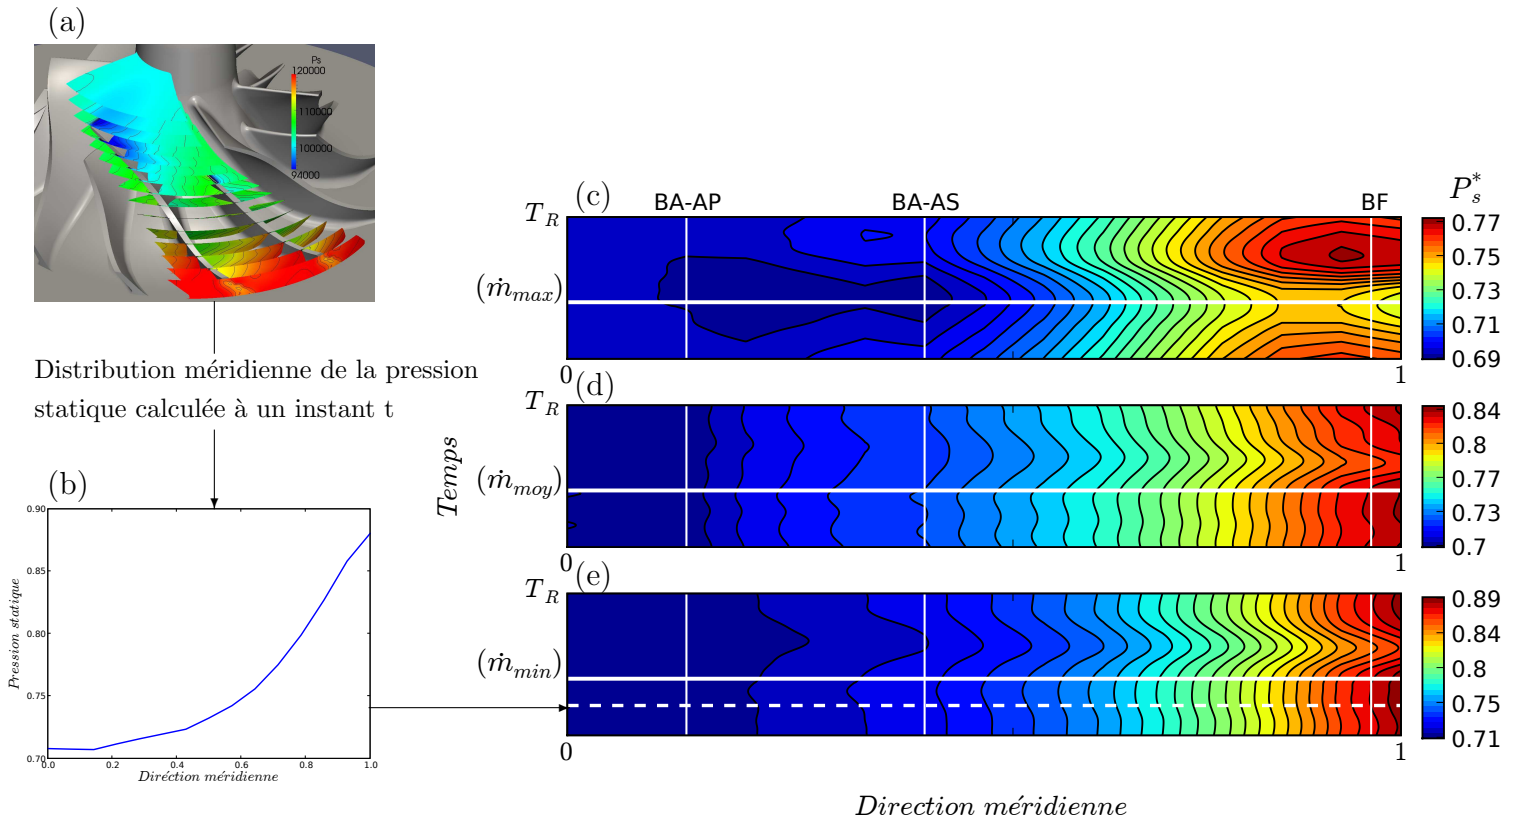 (a)
Ps
120000
110000
100000
94000
Distribution méridienne de la pression
statique calculée à un instant t
(b)
Pression statique
0.90
0.85
0.80
0.75
0.70
0.0 0.2 0.4 0.6 0.8 1.0
Diréction méridienne
Temps
(c)
BA-AP BA-AS BF
T_R
(ṁ_max)
0 1
P_s^*
0.77
0.75
0.73
0.71
0.69
(d)
T_R
(ṁ_moy)
0 1
0.84
0.8
0.77
0.73
0.7
(e)
T_R
(ṁ_min)
0 1
0.89
0.84
0.8
0.75
0.71
Direction méridienne